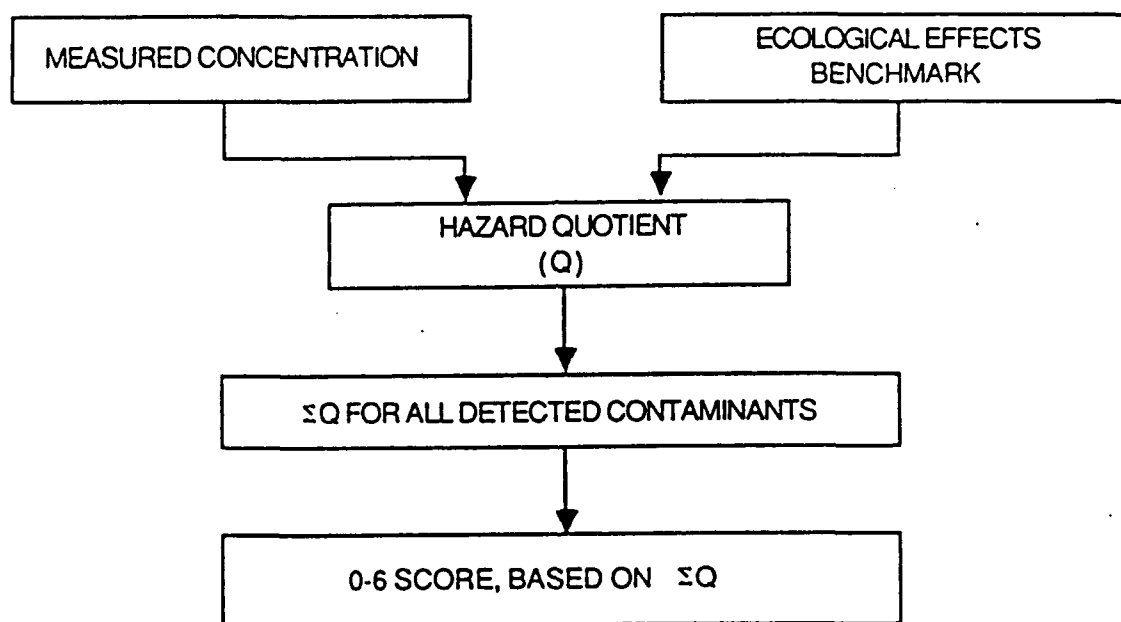 MEASURED CONCENTRATION
ECOLOGICAL EFFECTS
BENCHMARK
HAZARD QUOTIENT
(Q)
ΣQ FOR ALL DETECTED CONTAMINANTS
0-6 SCORE, BASED ON ΣQ